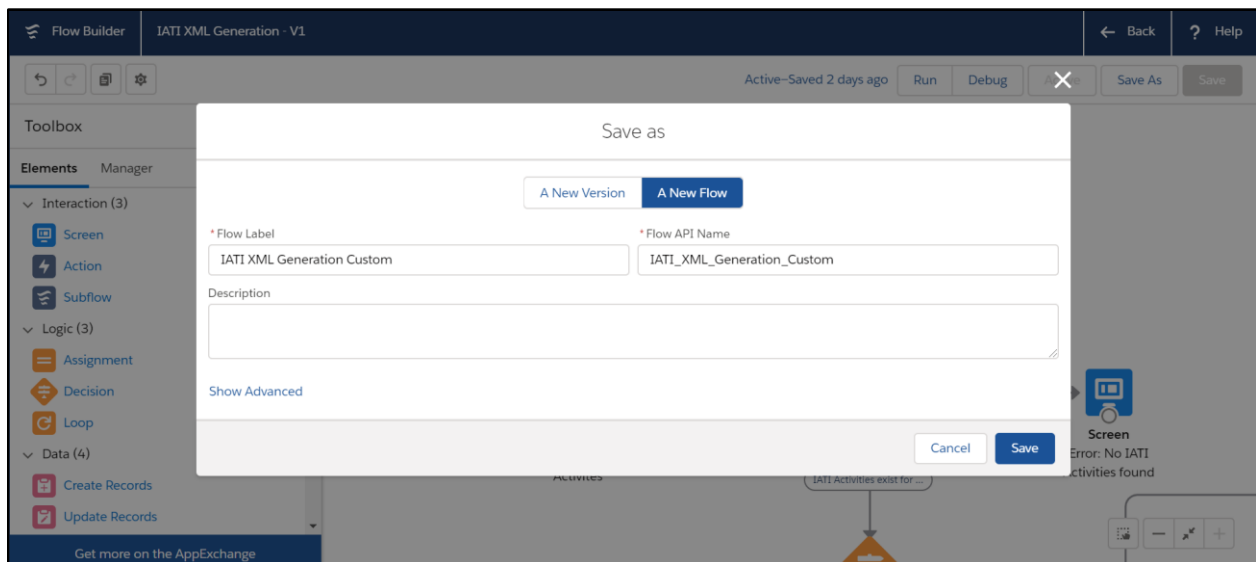 Flow Builder
IATI XML Generation - V1
← Back
? Help
Active—Saved 2 days ago
Run
Debug
Save As
Save
Toolbox
Elements
Manager
Interaction (3)
Screen
Action
Subflow
Logic (3)
Assignment
Decision
Loop
Data (4)
Create Records
Update Records
Get more on the AppExchange
Save as
A New Version
A New Flow
* Flow Label
* Flow API Name
IATI XML Generation Custom
IATI_XML_Generation_Custom
Description
Show Advanced
Cancel
Save
Screen
Error: No IATI
Activities found
Activites
IATI Activities exist for ...